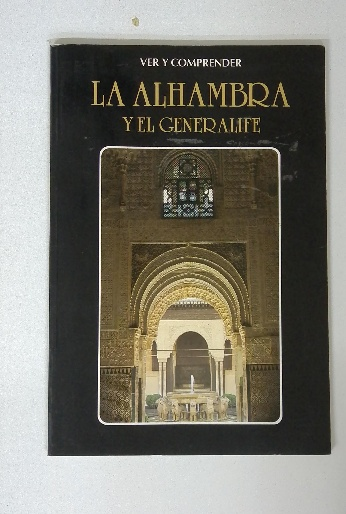 VER Y COMPRENDER
LA ALHAMBRA
Y EL GENERALIFE